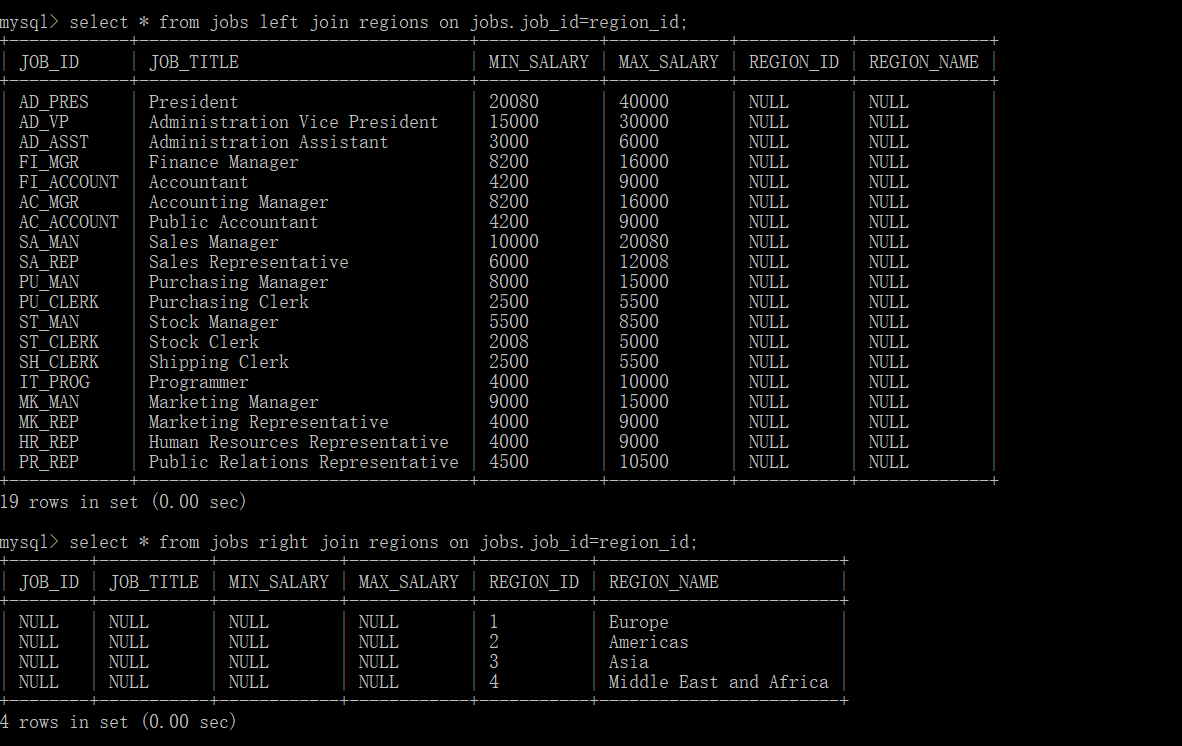 mysql> select * from jobs left join regions on jobs.job_id=region_id;
+------------+---------------------------------+------------+------------+-----------+-------------+
| JOB_ID | JOB_TITLE | MIN_SALARY | MAX_SALARY | REGION_ID | REGION_NAME |
+------------+---------------------------------+------------+------------+-----------+-------------+
| AD_PRES | President | 20080 | 40000 | NULL | NULL |
| AD_VP | Administration Vice President | 15000 | 30000 | NULL | NULL |
| AD_ASST | Administration Assistant | 3000 | 6000 | NULL | NULL |
| FI_MGR | Finance Manager | 8200 | 16000 | NULL | NULL |
| FI_ACCOUNT | Accountant | 4200 | 9000 | NULL | NULL |
| AC_MGR | Accounting Manager | 8200 | 16000 | NULL | NULL |
| AC_ACCOUNT | Public Accountant | 4200 | 9000 | NULL | NULL |
| SA_MAN | Sales Manager | 10000 | 20080 | NULL | NULL |
| SA_REP | Sales Representative | 6000 | 12008 | NULL | NULL |
| PU_MAN | Purchasing Manager | 8000 | 15000 | NULL | NULL |
| PU_CLERK | Purchasing Clerk | 2500 | 5500 | NULL | NULL |
| ST_MAN | Stock Manager | 5500 | 8500 | NULL | NULL |
| ST_CLERK | Stock Clerk | 2008 | 5000 | NULL | NULL |
| SH_CLERK | Shipping Clerk | 2500 | 5500 | NULL | NULL |
| IT_PROG | Programmer | 4000 | 10000 | NULL | NULL |
| MK_MAN | Marketing Manager | 9000 | 15000 | NULL | NULL |
| MK_REP | Marketing Representative | 4000 | 9000 | NULL | NULL |
| HR_REP | Human Resources Representative | 4000 | 9000 | NULL | NULL |
| PR_REP | Public Relations Representative | 4500 | 10500 | NULL | NULL |
+------------+---------------------------------+------------+------------+-----------+-------------+
19 rows in set (0.00 sec)
mysql> select * from jobs right join regions on jobs.job_id=region_id;
+--------+-----------+------------+------------+-----------+------------------------+
| JOB_ID | JOB_TITLE | MIN_SALARY | MAX_SALARY | REGION_ID | REGION_NAME |
+--------+-----------+------------+------------+-----------+------------------------+
| NULL | NULL | NULL | NULL | 1 | Europe |
| NULL | NULL | NULL | NULL | 2 | Americas |
| NULL | NULL | NULL | NULL | 3 | Asia |
| NULL | NULL | NULL | NULL | 4 | Middle East and Africa |
+--------+-----------+------------+------------+-----------+------------------------+
4 rows in set (0.00 sec)